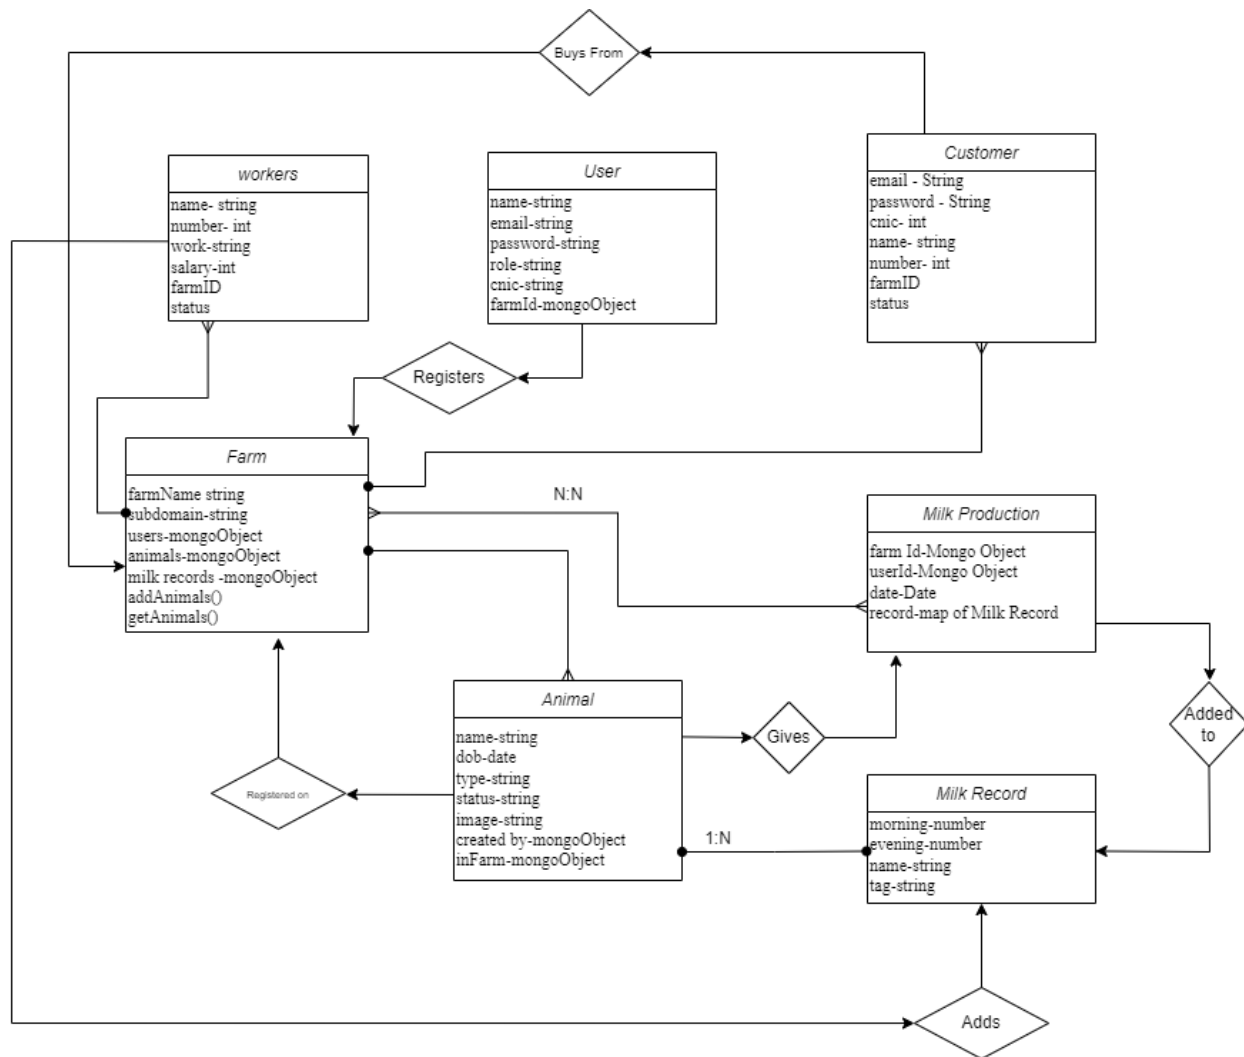 Buys From
workers
name- string
number- int
work-string
salary-int
farmID
status
User
name-string
email-string
password-string
role-string
cnic-string
farmId-mongoObject
Customer
email - String
password - String
cnic- int
name- string
number- int
farmID
status
Registers
Farm
farmName string
subdomain-string
users-mongoObject
animals-mongoObject
milk records -mongoObject
addAnimals()
getAnimals()
N:N
Milk Production
farm Id-Mongo Object
userId-Mongo Object
date-Date
record-map of Milk Record
Animal
name-string
dob-date
type-string
status-string
image-string
created by-mongoObject
inFarm-mongoObject
Gives
Added
to
Registered on
1:N
Milk Record
morning-number
evening-number
name-string
tag-string
Adds